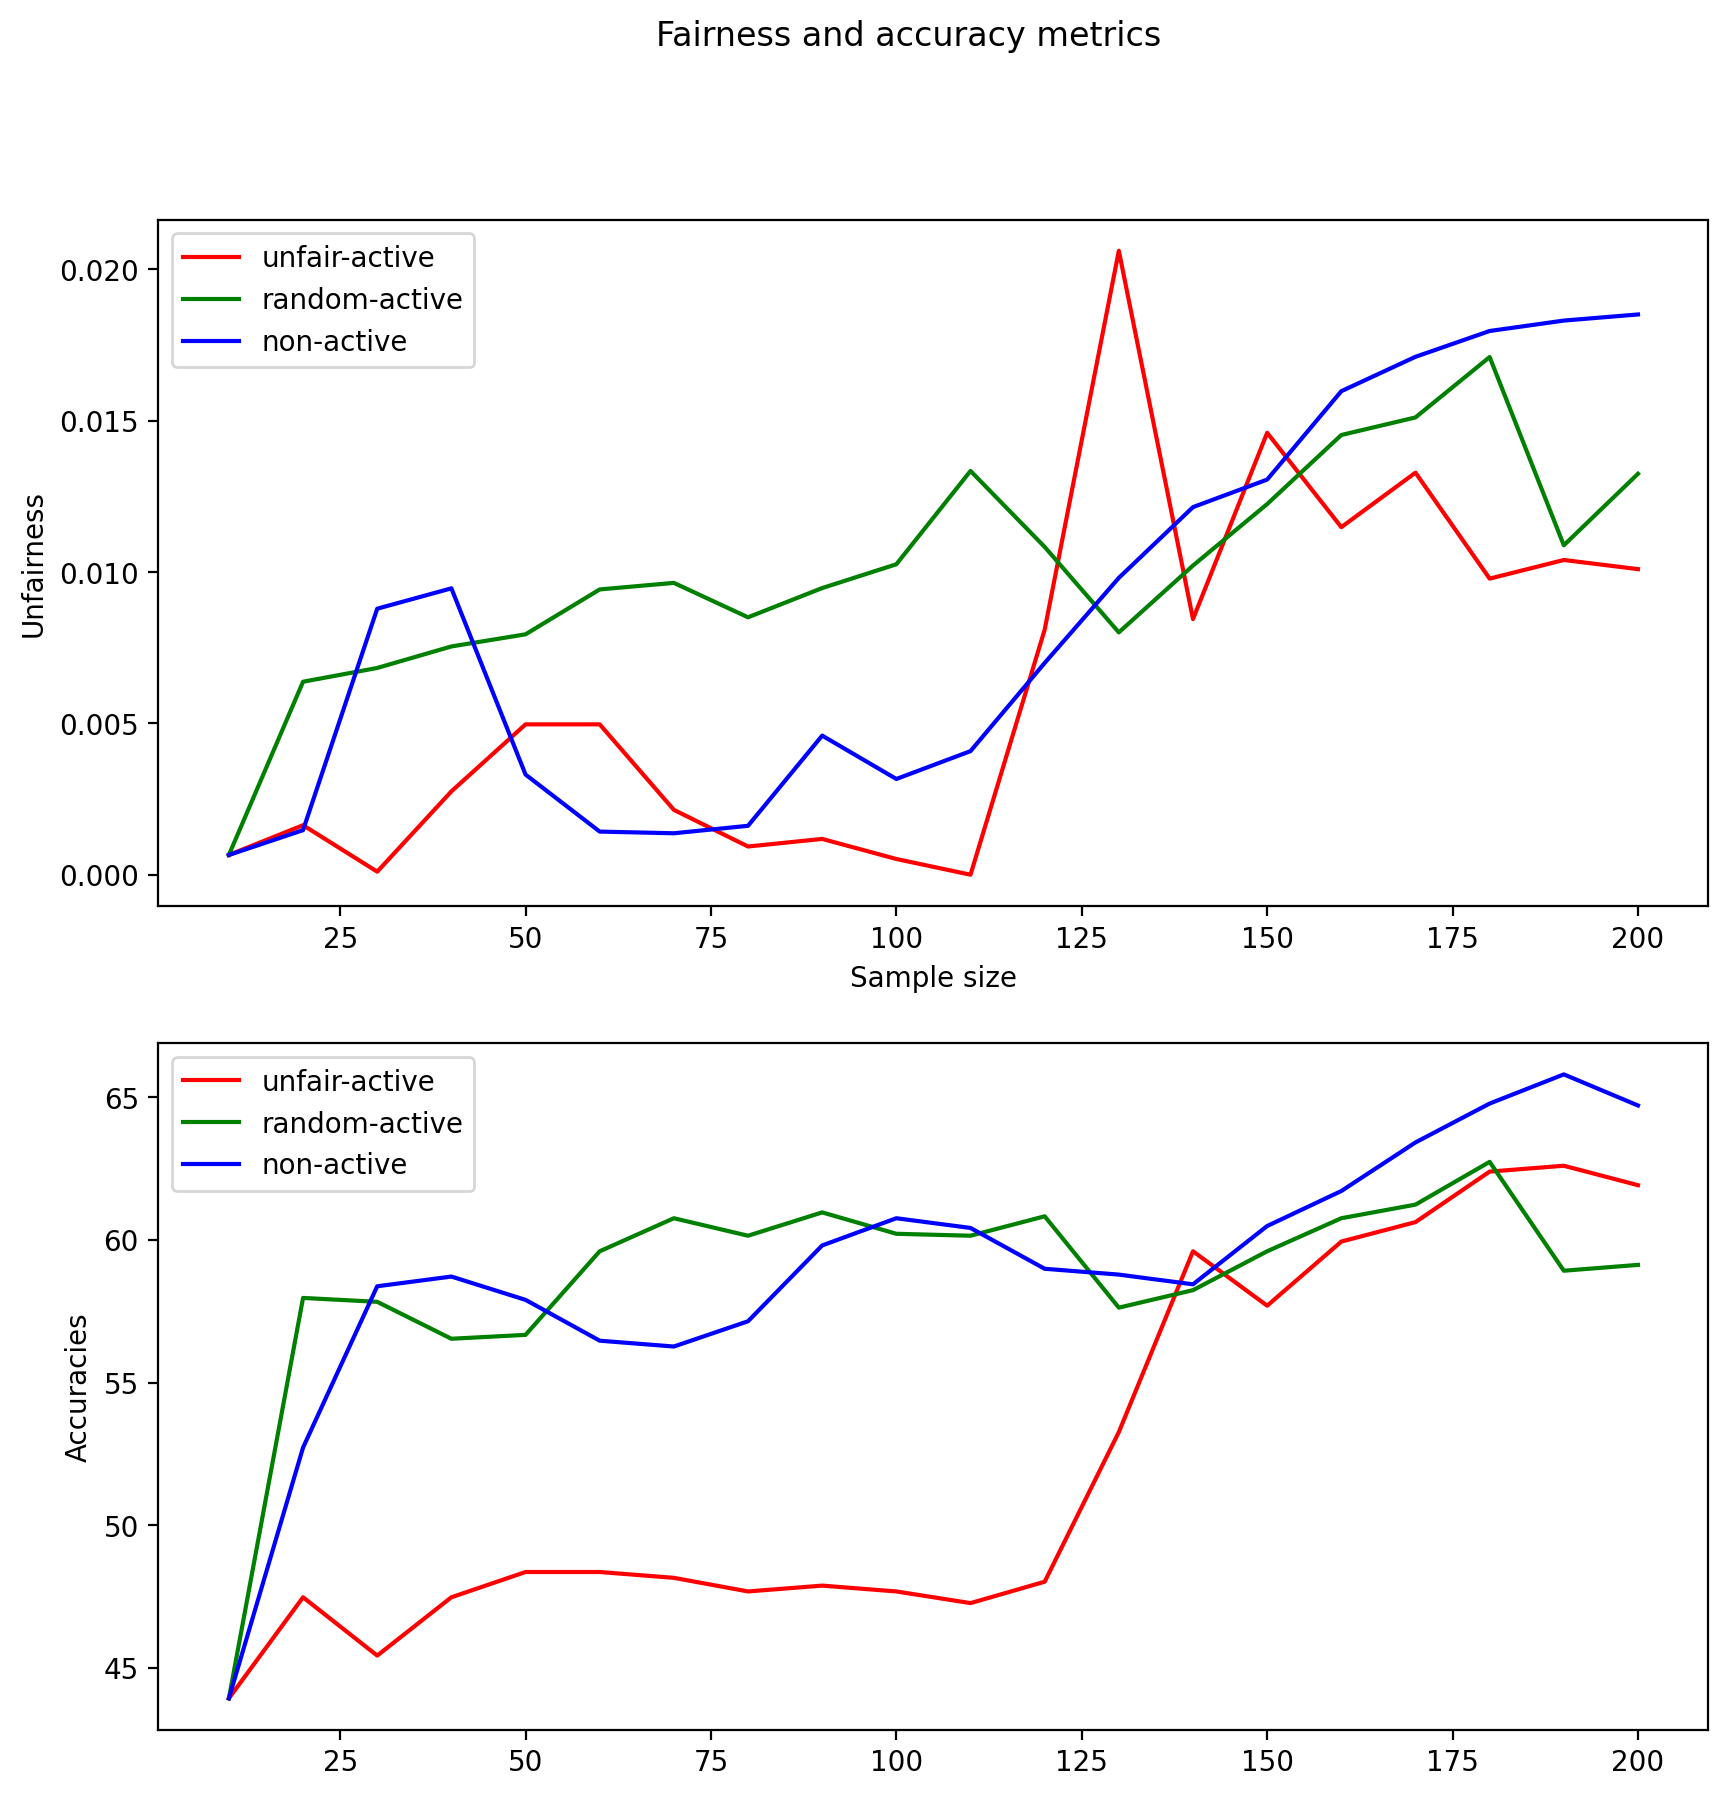 Fairness and accuracy metrics
unfair-active
random-active
non-active
0.020
0.015
0.010
0.005
0.000
Unfairness
25 50 75 100 125 150 175 200
Sample size
unfair-active
random-active
non-active
65
60
55
50
45
Accuracies
25 50 75 100 125 150 175 200